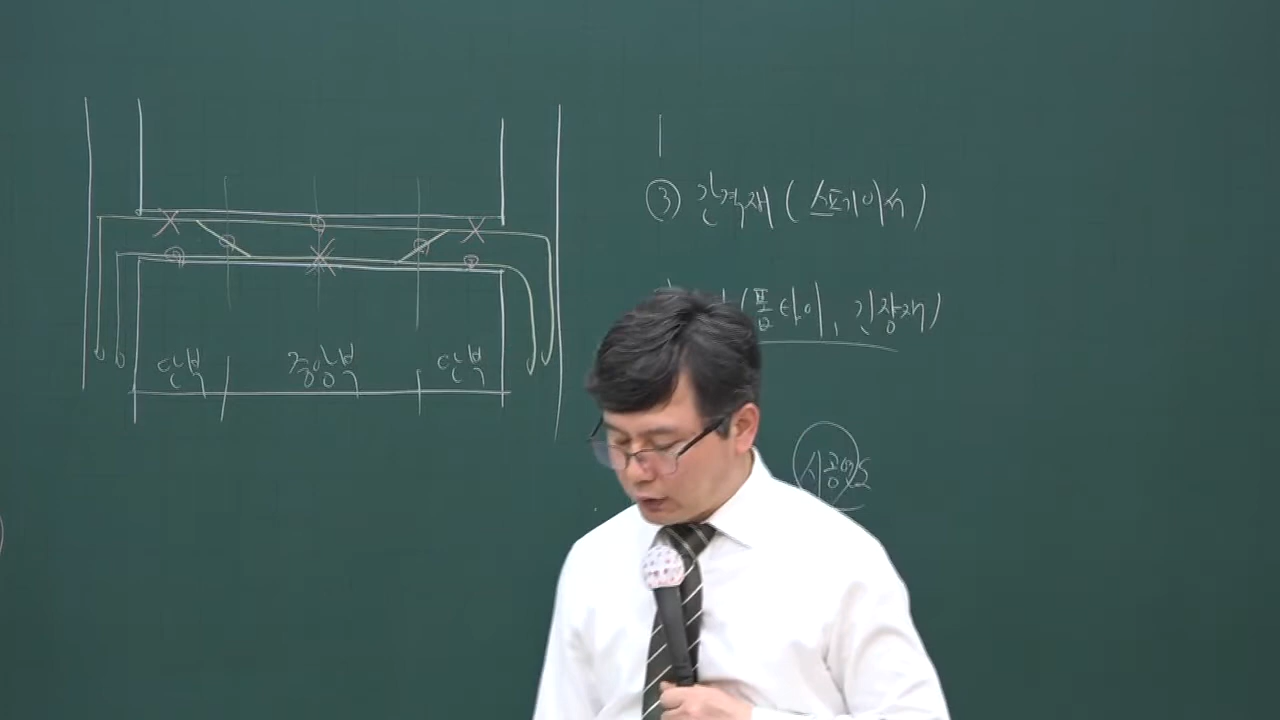 단부 중앙부 단부
③ 간격재 ( 스페이서 )
( 폼타이, 긴장재 )
시공연도